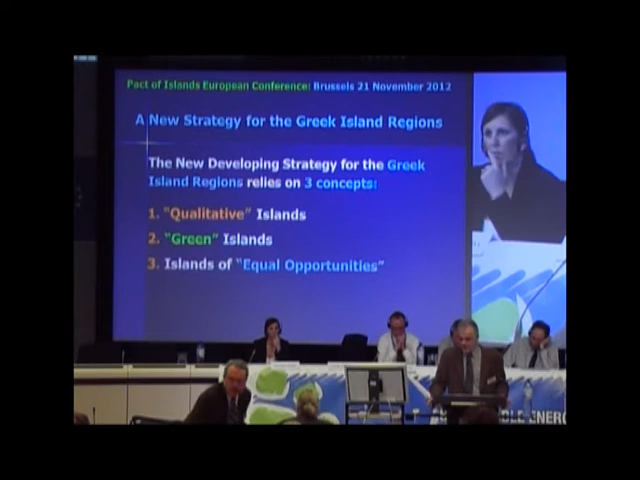 Pact of Islands European Conference: Brussels 21 November 2012
A New Strategy for the Greek Island Regions
The New Developing Strategy for the Greek
Island Regions relies on 3 concepts:
1. "Qualitative" Islands
2. "Green" Islands
3. Islands of "Equal Opportunities"